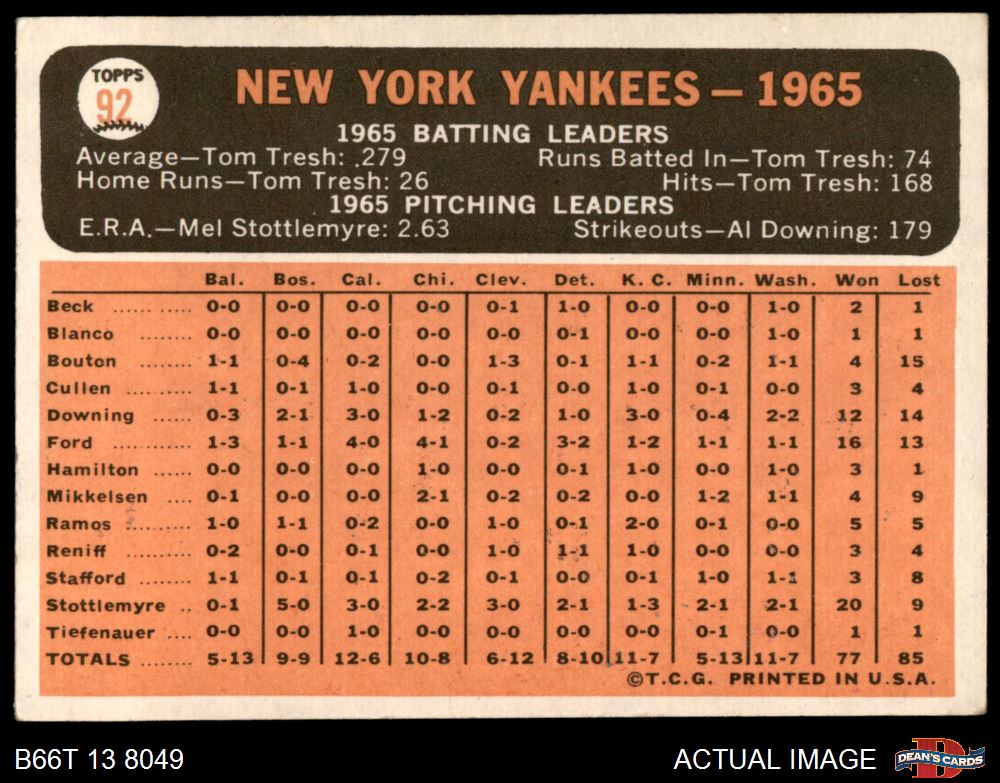 TOPPS
92
NEW YORK YANKEES — 1965
1965 BATTING LEADERS
Average—Tom Tresh: .279 Runs Batted In—Tom Tresh: 74
Home Runs—Tom Tresh: 26 Hits—Tom Tresh: 168
1965 PITCHING LEADERS
E.R.A.—Mel Stottlemyre: 2.63 Strikeouts—Al Downing: 179
Bal. Bos. Cal. Chi. Clev. Det. K. C. Minn. Wash. Won Lost
Beck ...... ...... 0-0 0-0 0-0 0-0 0-1 1-0 0-0 0-0 1-0 2 1
Blanco ........ 0-0 0-0 0-0 0-0 0-0 0-1 0-0 0-0 1-0 1 1
Bouton ........ 1-1 0-4 0-2 0-0 1-3 0-1 1-1 0-2 1-1 4 15
Cullen ........ 1-1 0-1 1-0 0-0 0-1 0-0 1-0 0-1 0-0 3 4
Downing ...... 0-3 2-1 3-0 1-2 0-2 1-0 3-0 0-4 2-2 12 14
Ford .......... 1-3 1-1 4-0 4-1 0-2 3-2 1-2 1-1 1-1 16 13
Hamilton ...... 0-0 0-0 0-0 1-0 0-0 0-1 1-0 0-0 1-0 3 1
Mikkelsen .... 0-1 0-0 0-0 2-1 0-2 0-2 0-0 1-2 1-1 4 9
Ramos .......... 1-0 1-1 0-2 0-0 1-0 0-1 2-0 0-1 0-0 5 5
Reniff .......... 0-2 0-0 0-1 0-0 1-0 1-1 1-0 0-0 0-0 3 4
Stafford ........ 1-1 0-1 0-1 0-2 0-1 0-0 0-1 1-0 1-1 3 8
Stottlemyre .. 0-1 5-0 3-0 2-2 3-0 2-1 1-3 2-1 2-1 20 9
Tiefenauer .... 0-0 0-0 1-0 0-0 0-0 0-0 0-0 0-1 0-0 1 1
TOTALS ........ 5-13 9-9 12-6 10-8 6-12 8-10 11-7 5-13 11-7 77 85
©T.C.G. PRINTED IN U.S.A.
B66T 13 8049 ACTUAL IMAGE D DEAN'S CARDS